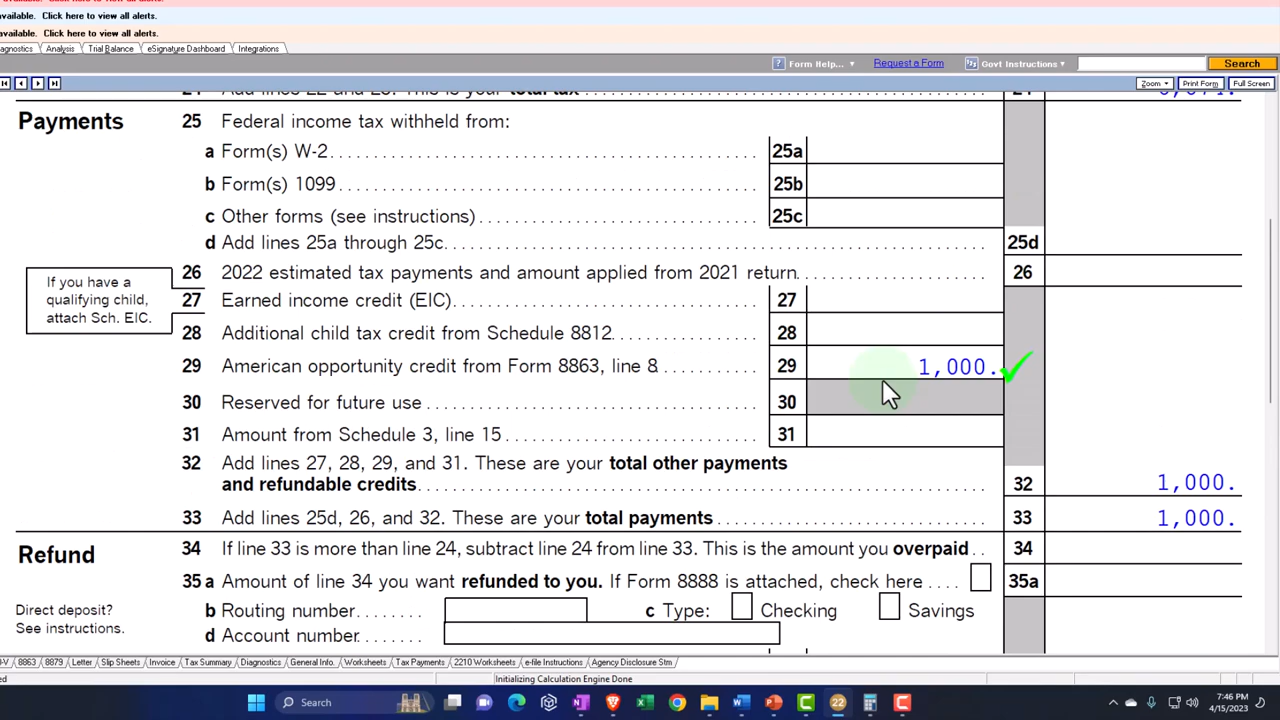 available. Click here to view all alerts.
available. Click here to view all alerts.
agnostics Analysis Trial Balance eSignature Dashboard Integrations
Form Help... Request a Form Govt Instructions Search
Zoom Print Form Full Screen
total tax 24
Payments 25 Federal income tax withheld from:
a Form(s) W-2 25a
b Form(s) 1099 25b
c Other forms (see instructions) 25c
d Add lines 25a through 25c. 25d
26 2022 estimated tax payments and amount applied from 2021 return 26
If you have a
qualifying child,
attach Sch. EIC.
27 Earned income credit (EIC) 27
28 Additional child tax credit from Schedule 8812 28
29 American opportunity credit from Form 8863, line 8 29 1,000.
30 Reserved for future use 30
31 Amount from Schedule 3, line 15 31
32 Add lines 27, 28, 29, and 31. These are your total other payments
and refundable credits 32 1,000.
33 Add lines 25d, 26, and 32. These are your total payments 33 1,000.
Refund 34 If line 33 is more than line 24, subtract line 24 from line 33. This is the amount you overpaid 34
35a Amount of line 34 you want refunded to you. If Form 8888 is attached, check here 35a
Direct deposit?
See instructions.
b Routing number c Type: Checking Savings
d Account number
-V 8863 8879 Letter Slip Sheets Invoice Tax Summary Diagnostics General Info. Worksheets Tax Payments 2210 Worksheets e-file Instructions Agency Disclosure Stm
Initializing Calculation Engine Done
Search 22 7:46 PM
4/15/2023